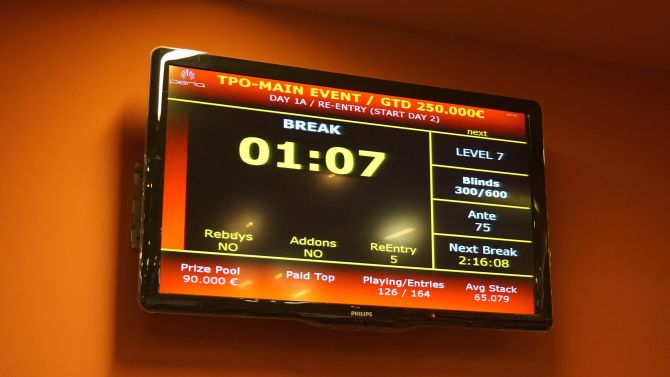 perla
TPO-MAIN EVENT / GTD 250.000€
DAY 1A / RE-ENTRY (START DAY 2)
BREAK
01:07
next
LEVEL 7
Blinds
300/600
Ante
75
Next Break
2:16:08
Rebuys
NO
Addons
NO
ReEntry
5
Prize Pool
90.000 €
Paid Top
Playing/Entries
126 / 164
Avg Stack
65.079
PHILIPS